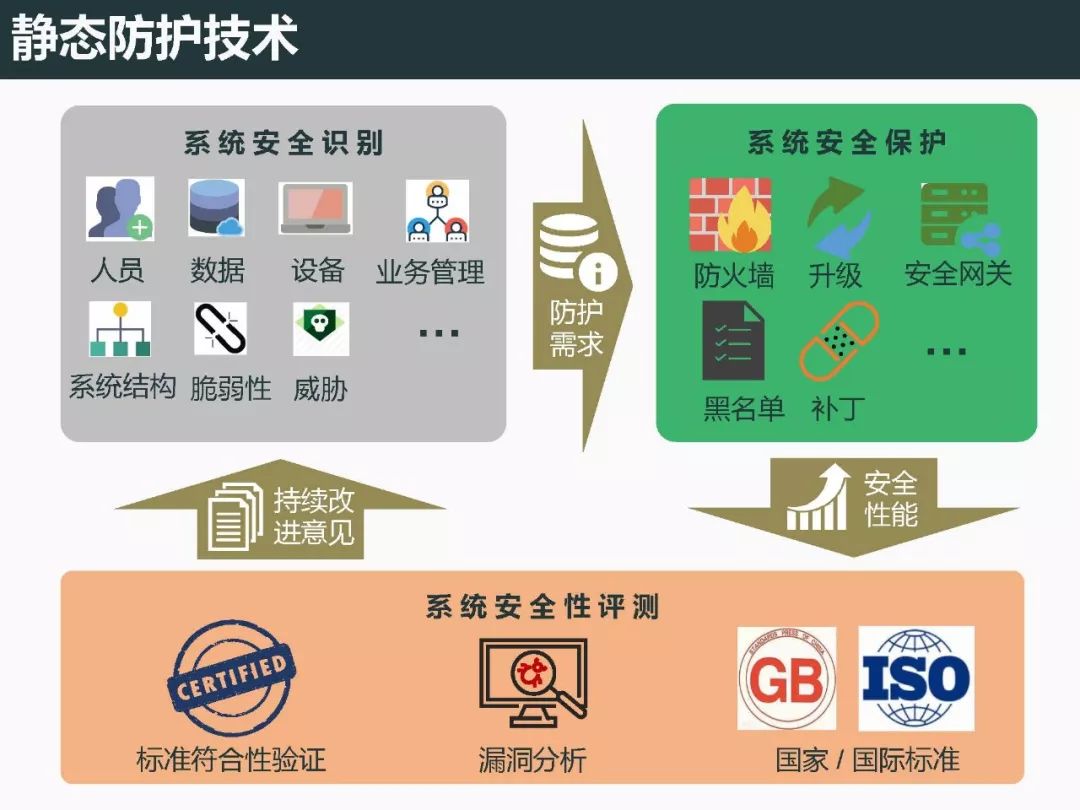 静态防护技术
系统安全识别
人员
数据
设备
业务管理
系统结构
脆弱性
威胁
...
防护
需求
系统安全保护
防火墙
升级
安全网关
黑名单
补丁
...
持续改
进意见
安全
性能
系统安全性评测
CERTIFIED
标准符合性验证
漏洞分析
STANDARDS PRESS OF CHINA
GB
ISO
国家 / 国际标准